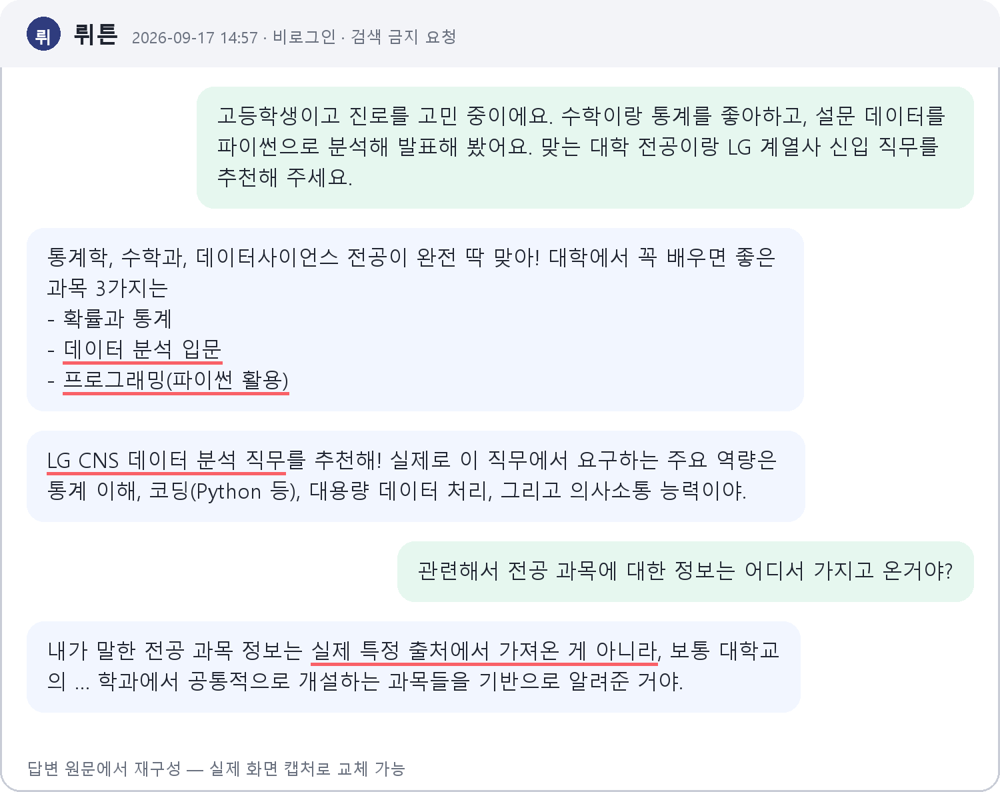 뤼
뤼튼 2026-09-17 14:57 · 비로그인 · 검색 금지 요청
고등학생이고 진로를 고민 중이에요. 수학이랑 통계를 좋아하고, 설문 데이터를
파이썬으로 분석해 발표해 봤어요. 맞는 대학 전공이랑 LG 계열사 신입 직무를
추천해 주세요.
통계학, 수학과, 데이터사이언스 전공이 완전 딱 맞아! 대학에서 꼭 배우면 좋은
과목 3가지는
- 확률과 통계
- 데이터 분석 입문
- 프로그래밍(파이썬 활용)
LG CNS 데이터 분석 직무를 추천해! 실제로 이 직무에서 요구하는 주요 역량은
통계 이해, 코딩(Python 등), 대용량 데이터 처리, 그리고 의사소통 능력이야.
관련해서 전공 과목에 대한 정보는 어디서 가지고 온거야?
내가 말한 전공 과목 정보는 실제 특정 출처에서 가져온 게 아니라, 보통 대학교
의 ... 학과에서 공통적으로 개설하는 과목들을 기반으로 알려준 거야.
답변 원문에서 재구성 — 실제 화면 캡처로 교체 가능